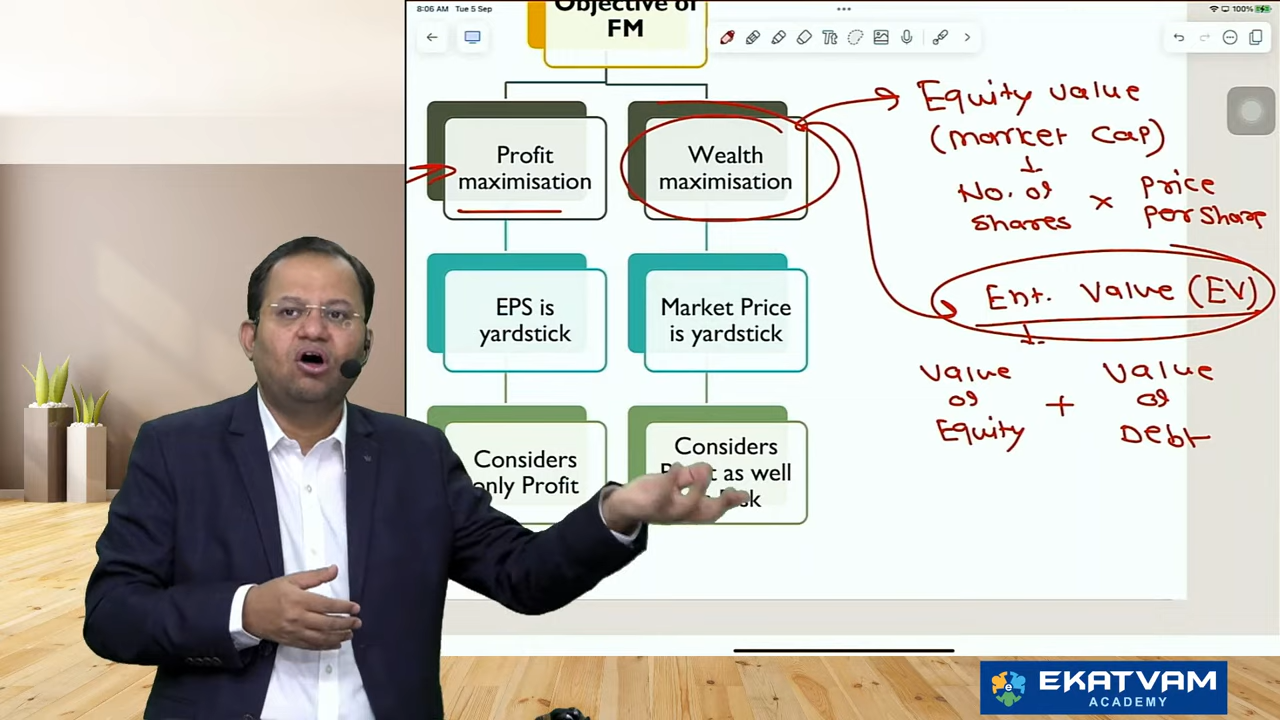 8:06 AM Tue 5 Sep
100%
Objective of
FM
Profit
maximisation
Wealth
maximisation
EPS is
yardstick
Market Price
is yardstick
Considers
only Profit
Considers
as well
Equity value
(market cap)
No. of
shares × price
per share
Ent. Value (EV)
Value
of
Equity
+
Value
of
Debt
EKATVAM
ACADEMY